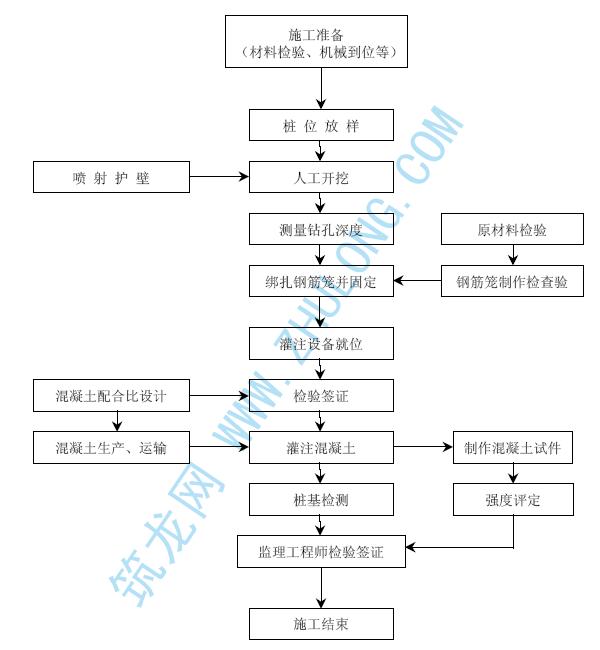 施工准备
（材料检验、机械到位等）
桩 位 放 样
喷 射 护 壁
人工开挖
测量钻孔深度
原材料检验
绑扎钢筋笼并固定
钢筋笼制作检查验
灌注设备就位
混凝土配合比设计
检验签证
混凝土生产、运输
灌注混凝土
制作混凝土试件
桩基检测
强度评定
监理工程师检验签证
施工结束
筑龙网 WWW.ZHULONG.COM